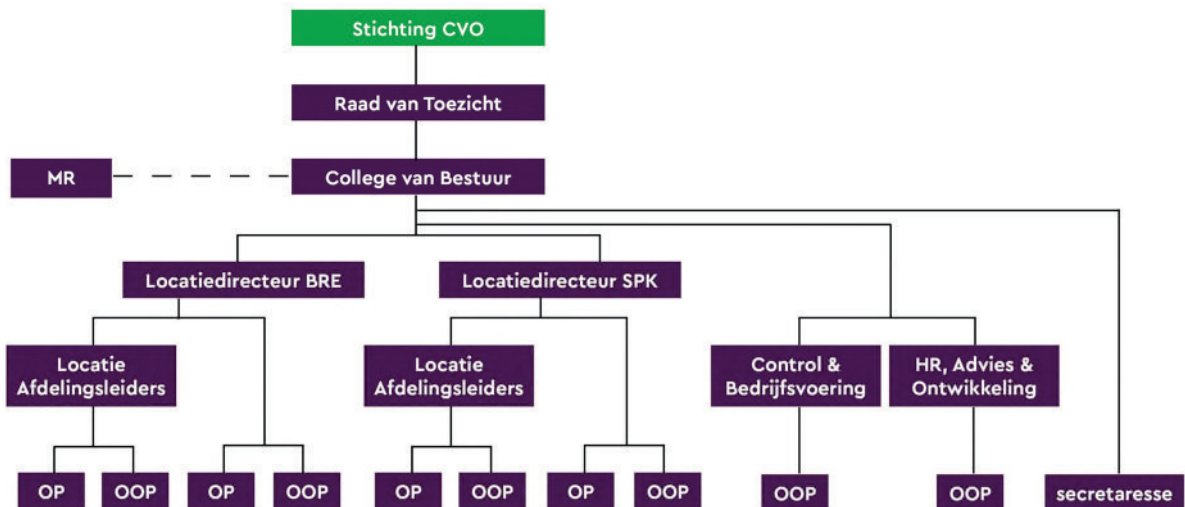 Stichting CVO
Raad van Toezicht
MR
College van Bestuur
Locatiedirecteur BRE
Locatiedirecteur SPK
Locatie
Afdelingsleiders
Locatie
Afdelingsleiders
Control &
Bedrijfsvoering
HR, Advies &
Ontwikkeling
OP
OOP
OP
OOP
OP
OOP
OP
OOP
OOP
OOP
secretaresse